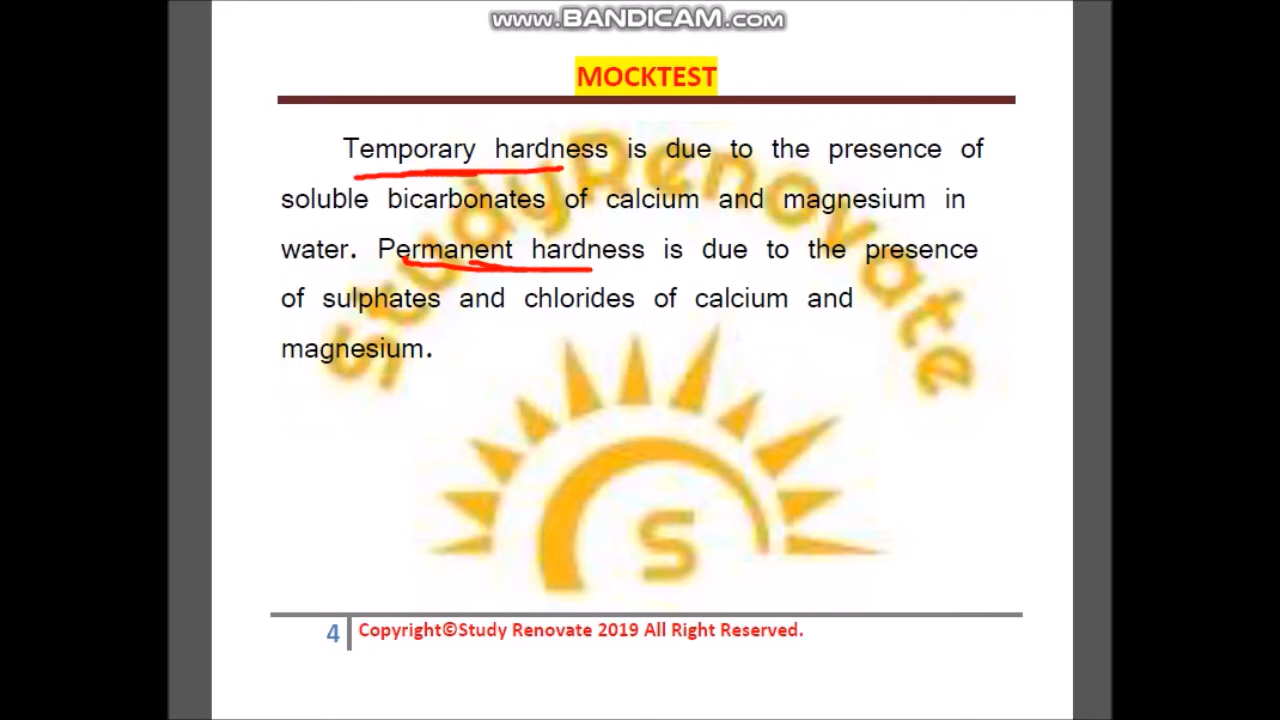 www.BANDICAM.com
MOCKTEST
Temporary hardness is due to the presence of
soluble bicarbonates of calcium and magnesium in
water. Permanent hardness is due to the presence
of sulphates and chlorides of calcium and
magnesium.
StudyRenovate
S
4 Copyright©Study Renovate 2019 All Right Reserved.